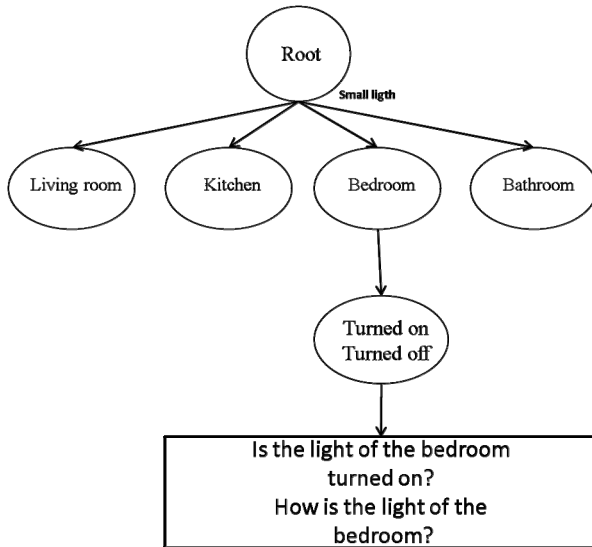 Root
Small ligth
Living room
Kitchen
Bedroom
Bathroom
Turned on
Turned off
Is the light of the bedroom
turned on?
How is the light of the
bedroom?